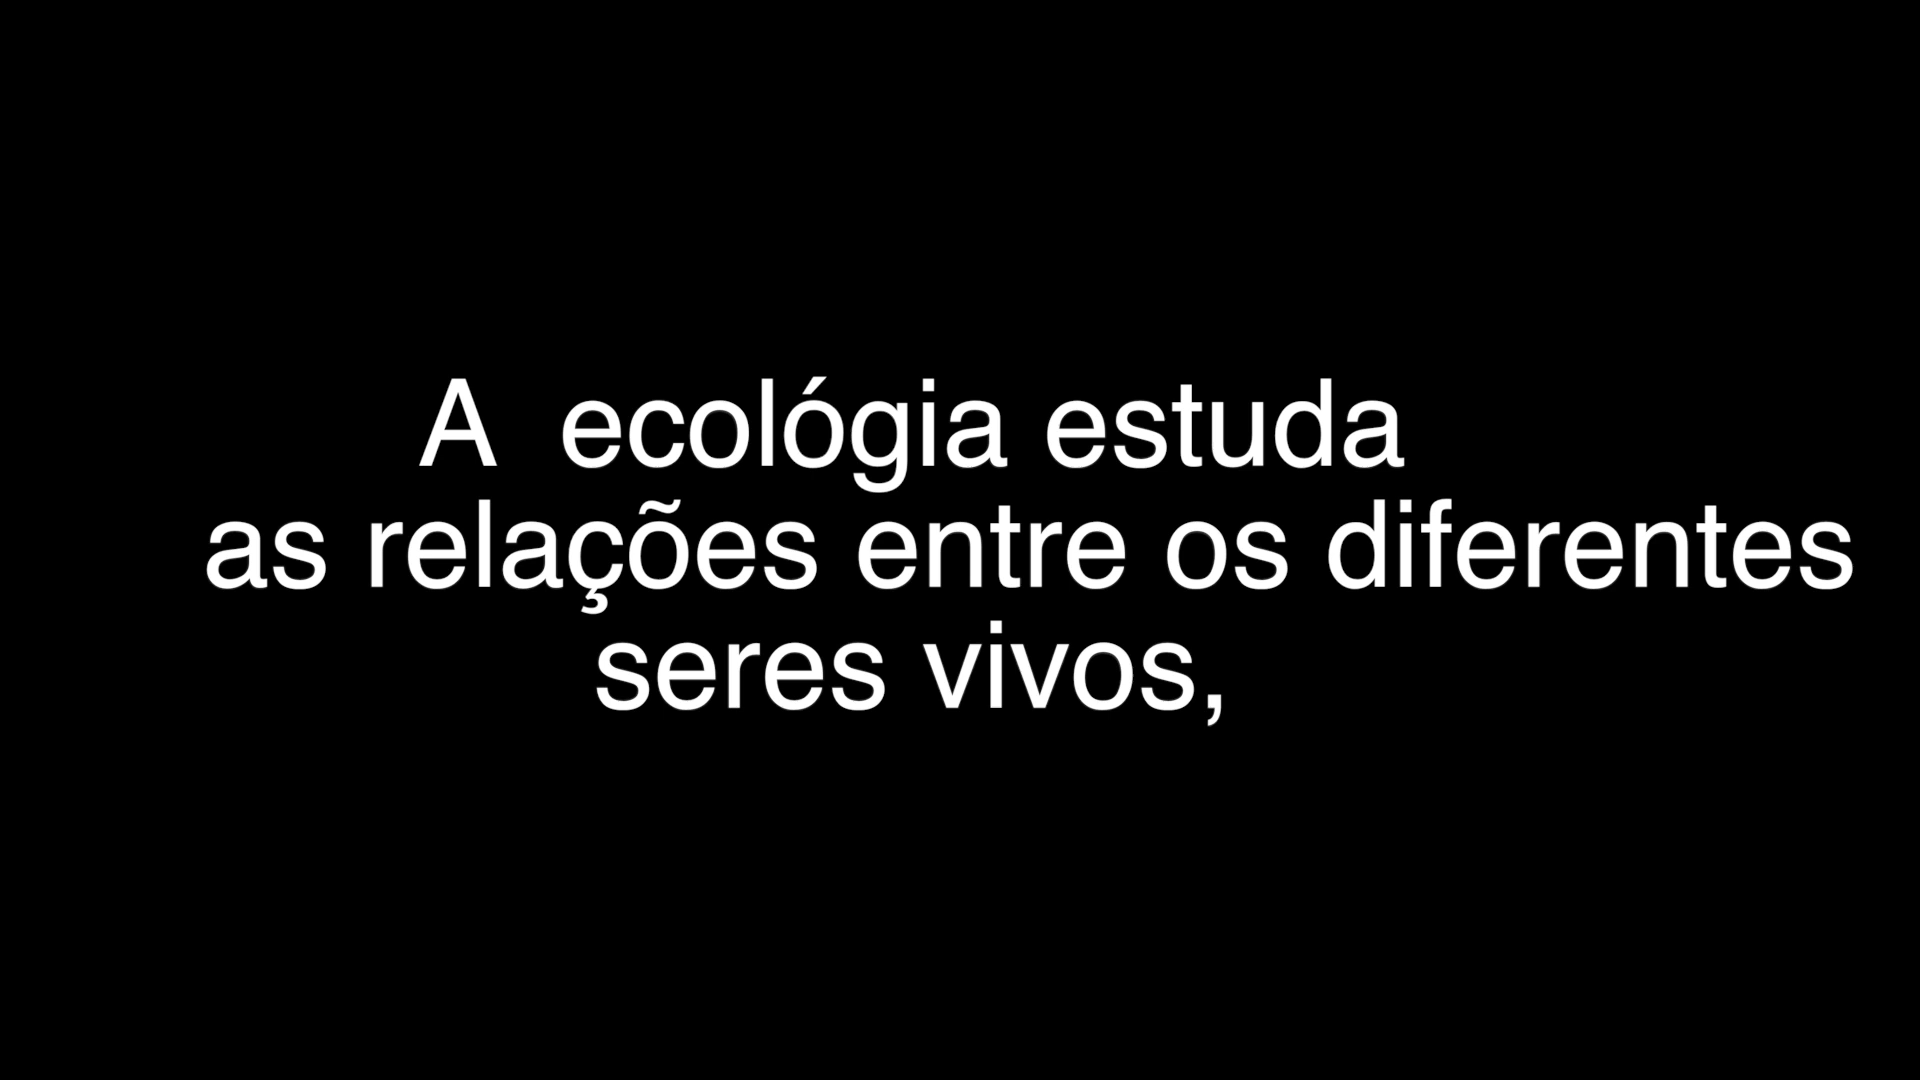 A  ecológia estuda
as relações entre os diferentes
seres vivos,